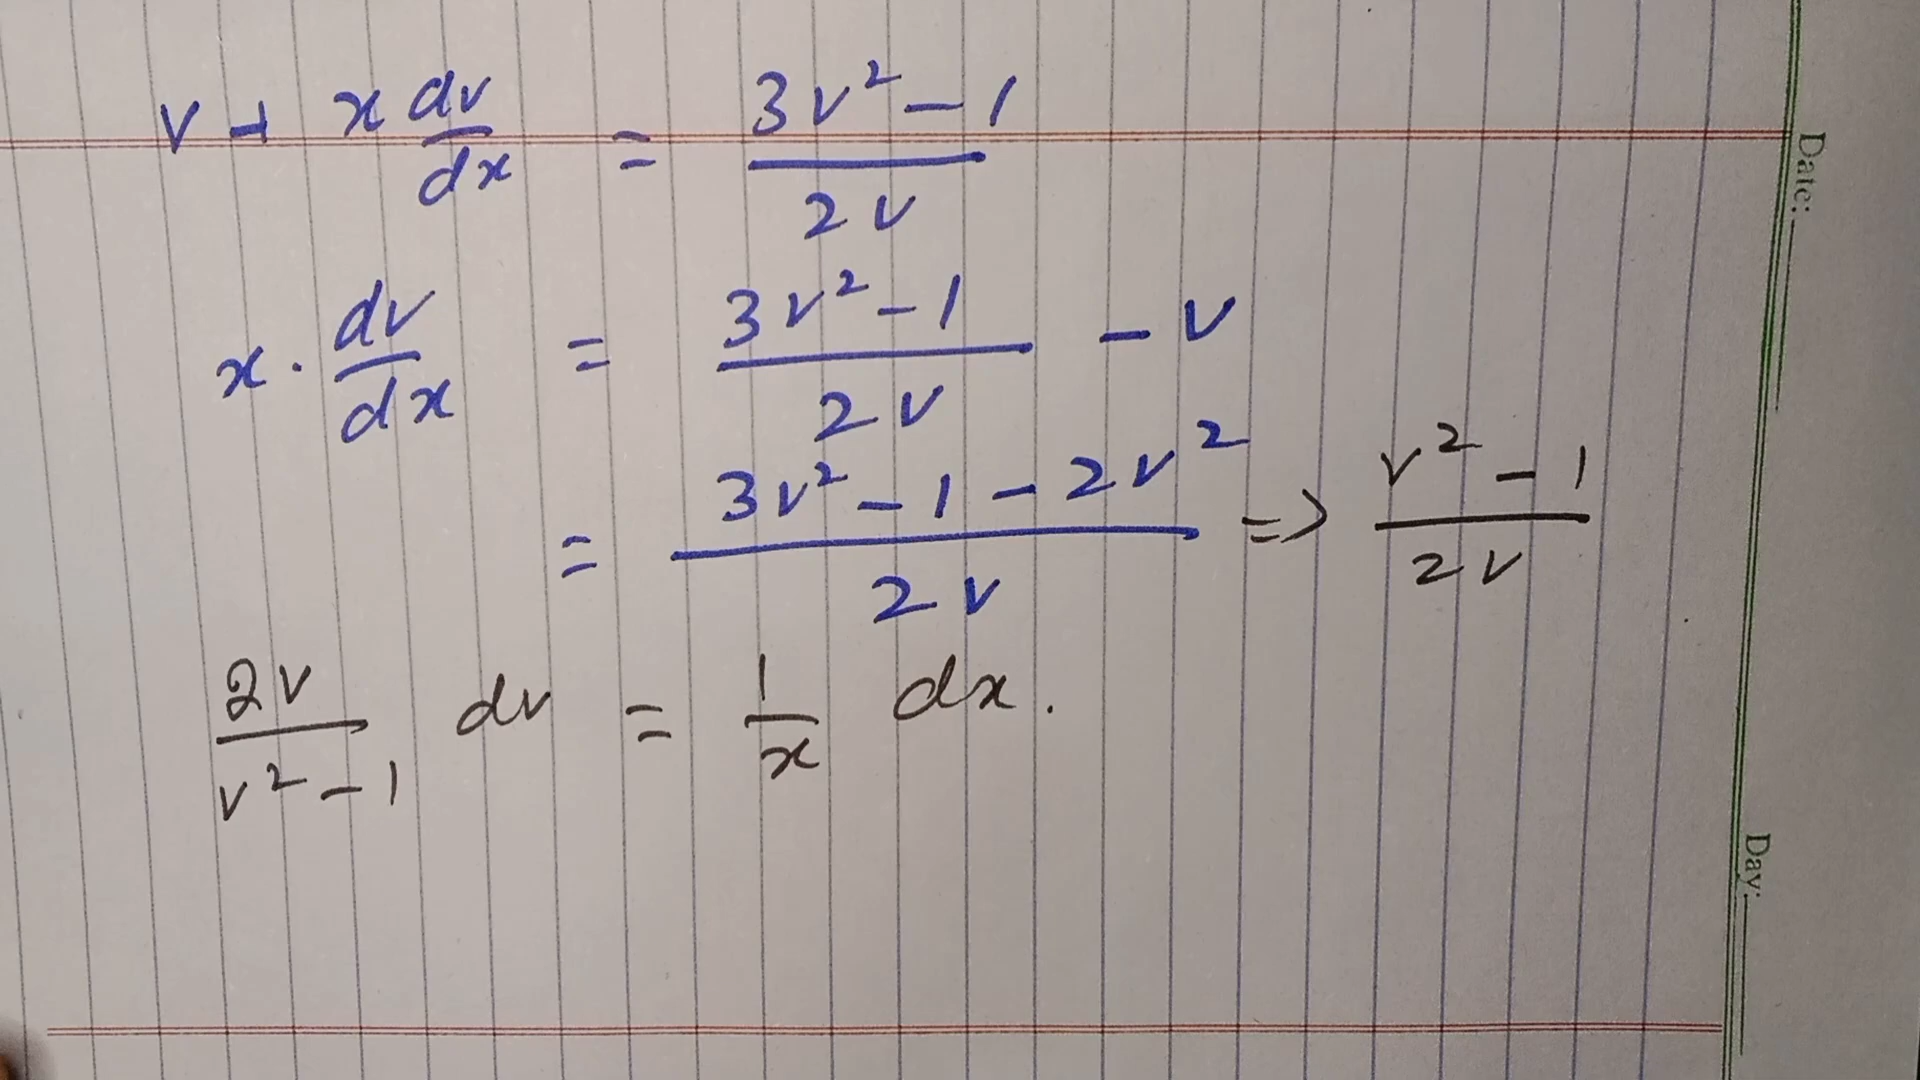 v + x dv/dx = (3v² - 1)/(2v)
x · dv/dx = (3v² - 1)/(2v) - v
= (3v² - 1 - 2v²)/(2v) => (v² - 1)/(2v)
2v/(v² - 1) dv = 1/x dx.
Date:
Day: